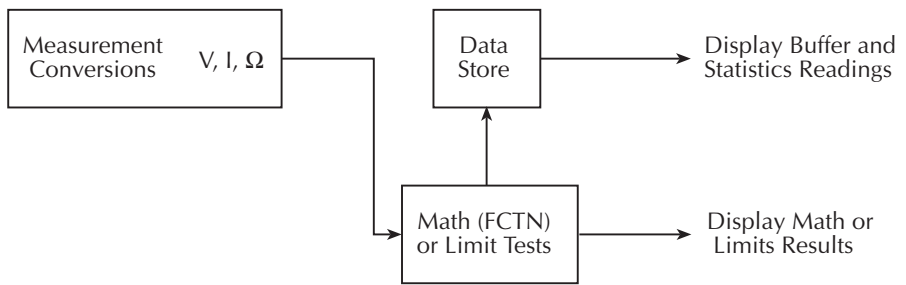 Measurement
Conversions
V, I, Ω
Data
Store
Display Buffer and
Statistics Readings
Math (FCTN)
or Limit Tests
Display Math or
Limits Results